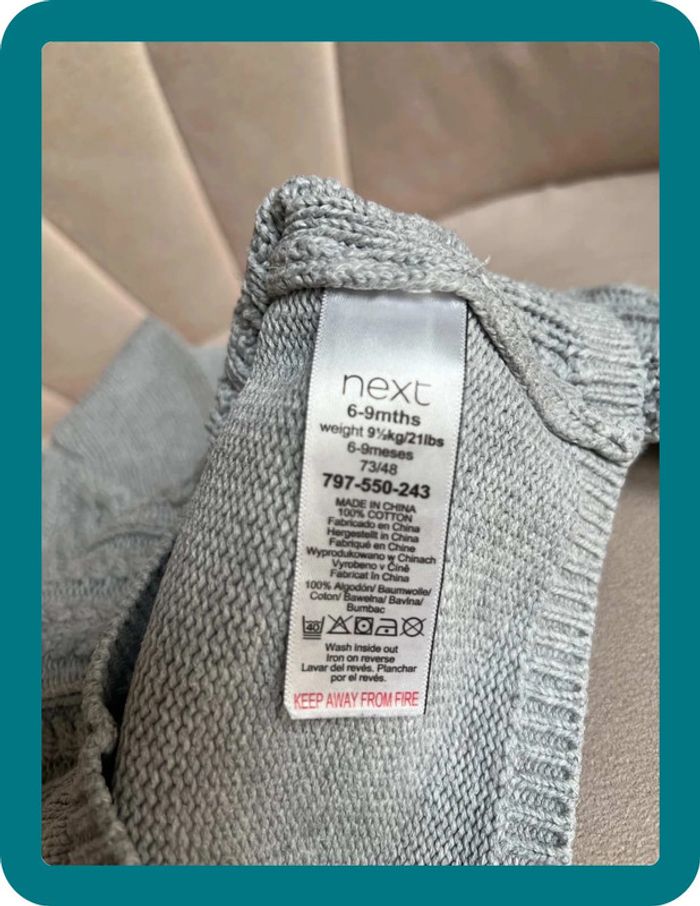 next
6-9mths
weight 9½kg/21lbs
6-9meses
73/48
797-550-243
MADE IN CHINA
100% COTTON
Fabricado en China
Hergestellt in China
Fabriqué en Chine
Wyprodukowano w Chinach
Vyrobeno v Číně
Fabricat în China
100% Algodón/ Baumwolle/
Coton/ Bawełna/ Bavlna/
Bumbac
40
Wash inside out
Iron on reverse
Lavar del revés. Planchar
por el revés.
KEEP AWAY FROM FIRE